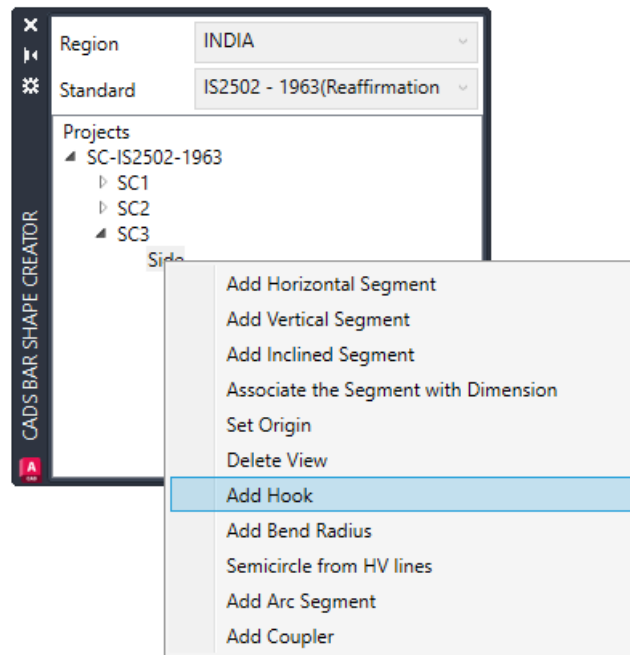 Region
INDIA
Standard
IS2502 - 1963(Reaffirmation
Projects
SC-IS2502-1963
SC1
SC2
SC3
Side
Add Horizontal Segment
Add Vertical Segment
Add Inclined Segment
Associate the Segment with Dimension
Set Origin
Delete View
Add Hook
Add Bend Radius
Semicircle from HV lines
Add Arc Segment
Add Coupler
CADS BAR SHAPE CREATOR
A
CAD